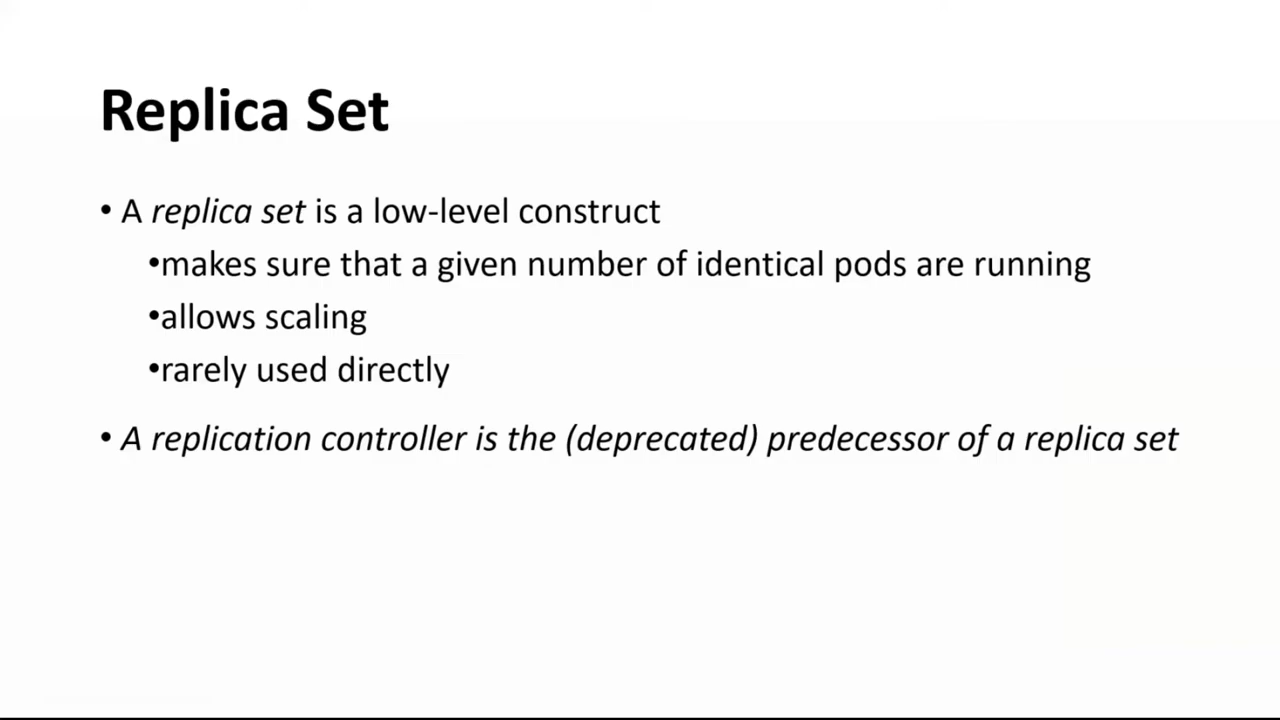 Replica Set
• A replica set is a low-level construct
•makes sure that a given number of identical pods are running
•allows scaling
•rarely used directly
• A replication controller is the (deprecated) predecessor of a replica set